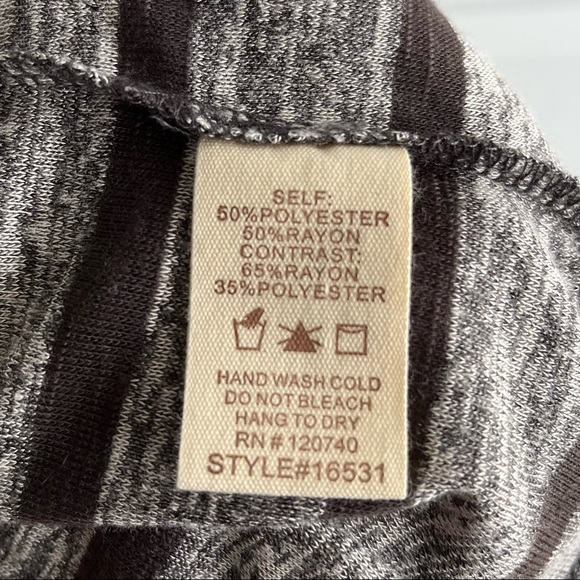 SELF:
50%POLYESTER
50%RAYON
CONTRAST:
65%RAYON
35%POLYESTER
HAND WASH COLD
DO NOT BLEACH
HANG TO DRY
RN#120740
STYLE#16531